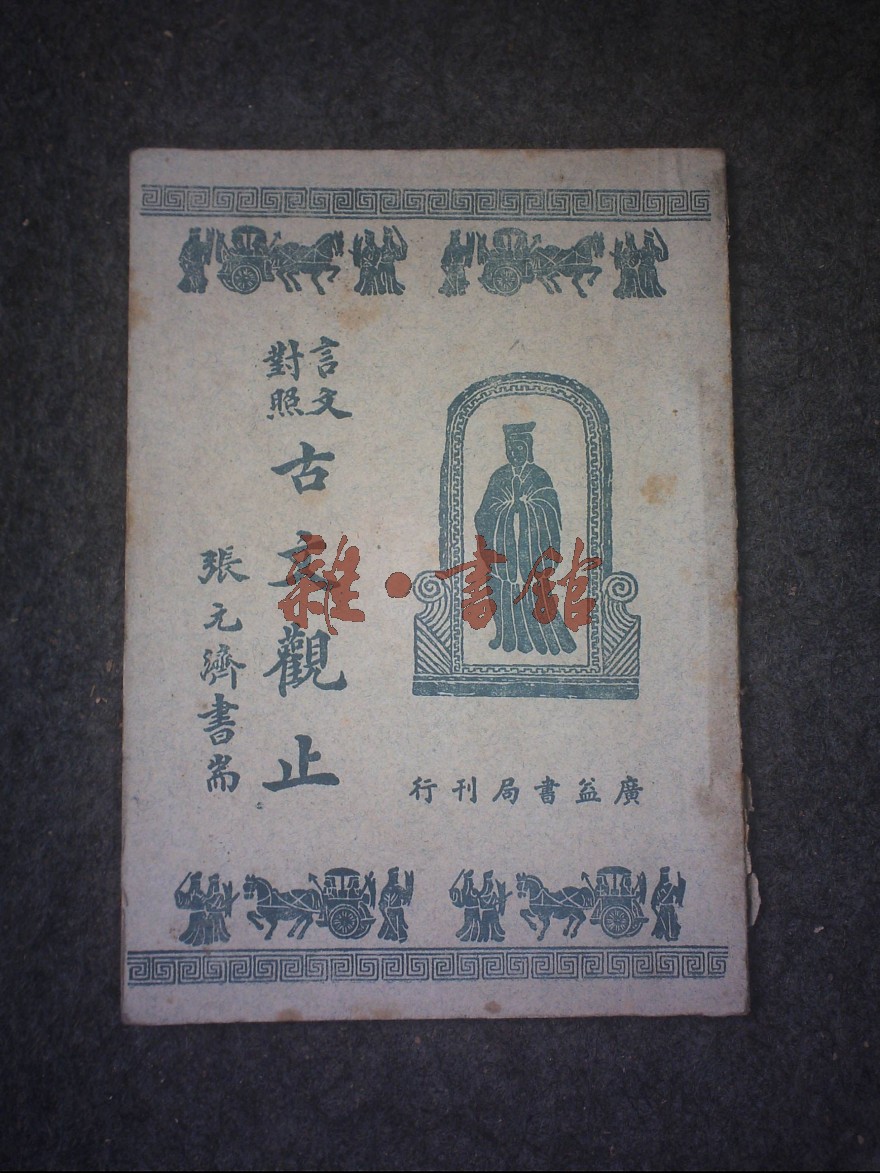 言文
對照
古文觀止
張元濟書耑
廣益書局刊行
雜·書館